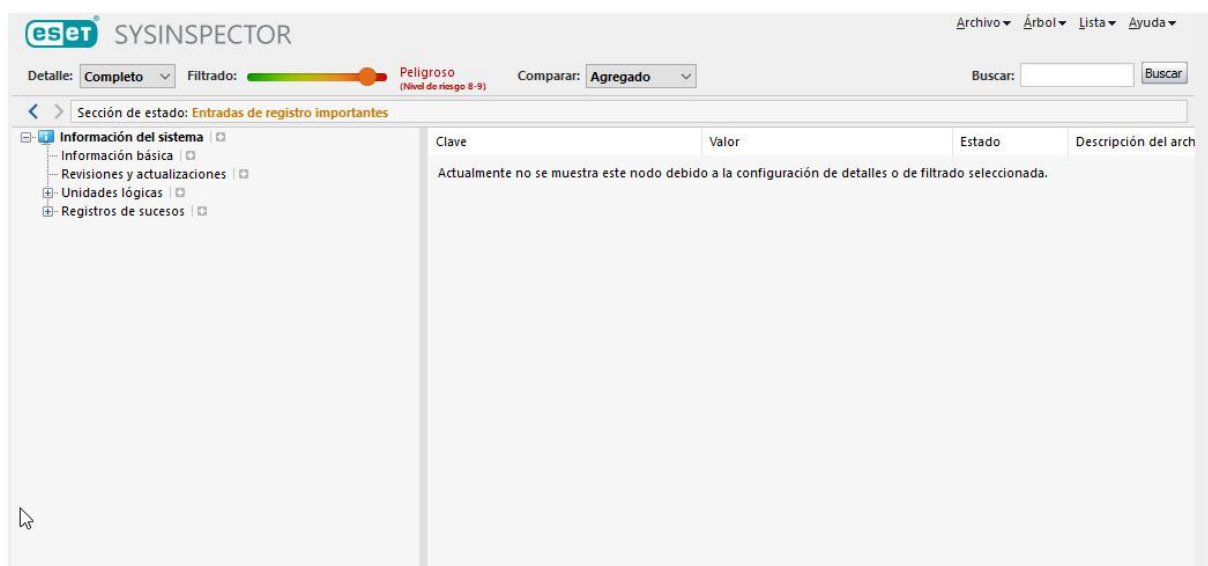 eset SYSINSPECTOR
Archivo Árbol Lista Ayuda
Detalle: Completo Filtrado: Peligroso Comparar: Agregado Buscar: Buscar
(Nivel de riesgo 8-9)
Sección de estado: Entradas de registro importantes
Información del sistema
Información básica
Revisiones y actualizaciones
Unidades lógicas
Registros de sucesos
Clave Valor Estado Descripción del arch
Actualmente no se muestra este nodo debido a la configuración de detalles o de filtrado seleccionada.